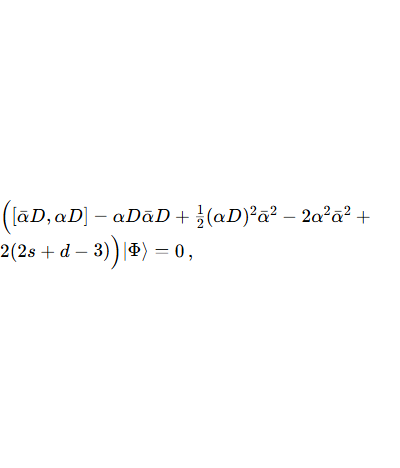 ([ᾱD, αD] − αDᾱD + ½(αD)²ᾱ² − 2α²ᾱ² +
2(2s + d − 3))|Φ⟩ = 0 ,